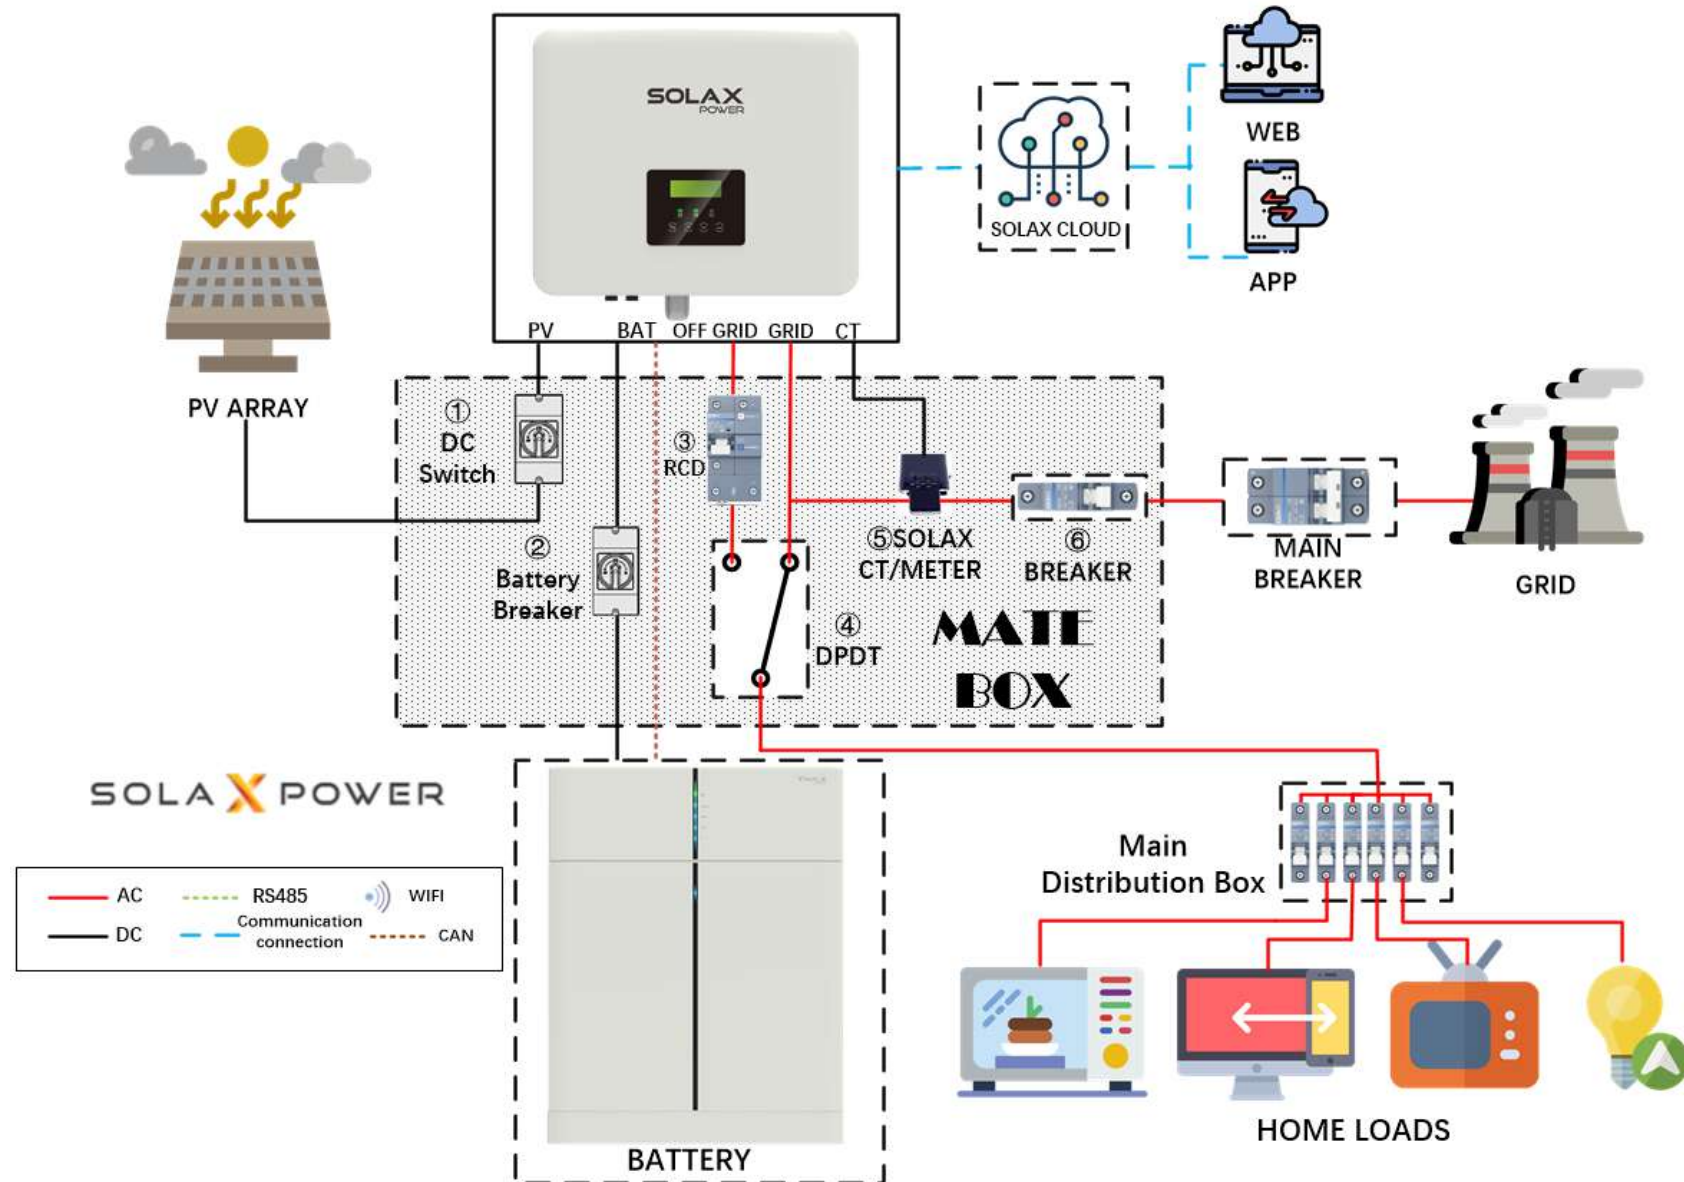 SOLAX
POWER
SOLAX CLOUD
WEB
APP
PV ARRAY
PV
BAT
OFF GRID
GRID
CT
① DC
Switch
② Battery
Breaker
③
RCD
④
DPDT
⑤SOLAX
CT/METER
⑥
BREAKER
MAIN
BREAKER
GRID
MATE
BOX
SOLAX POWER
AC
RS485
WIFI
DC
Communication
connection
CAN
Main
Distribution Box
BATTERY
HOME LOADS